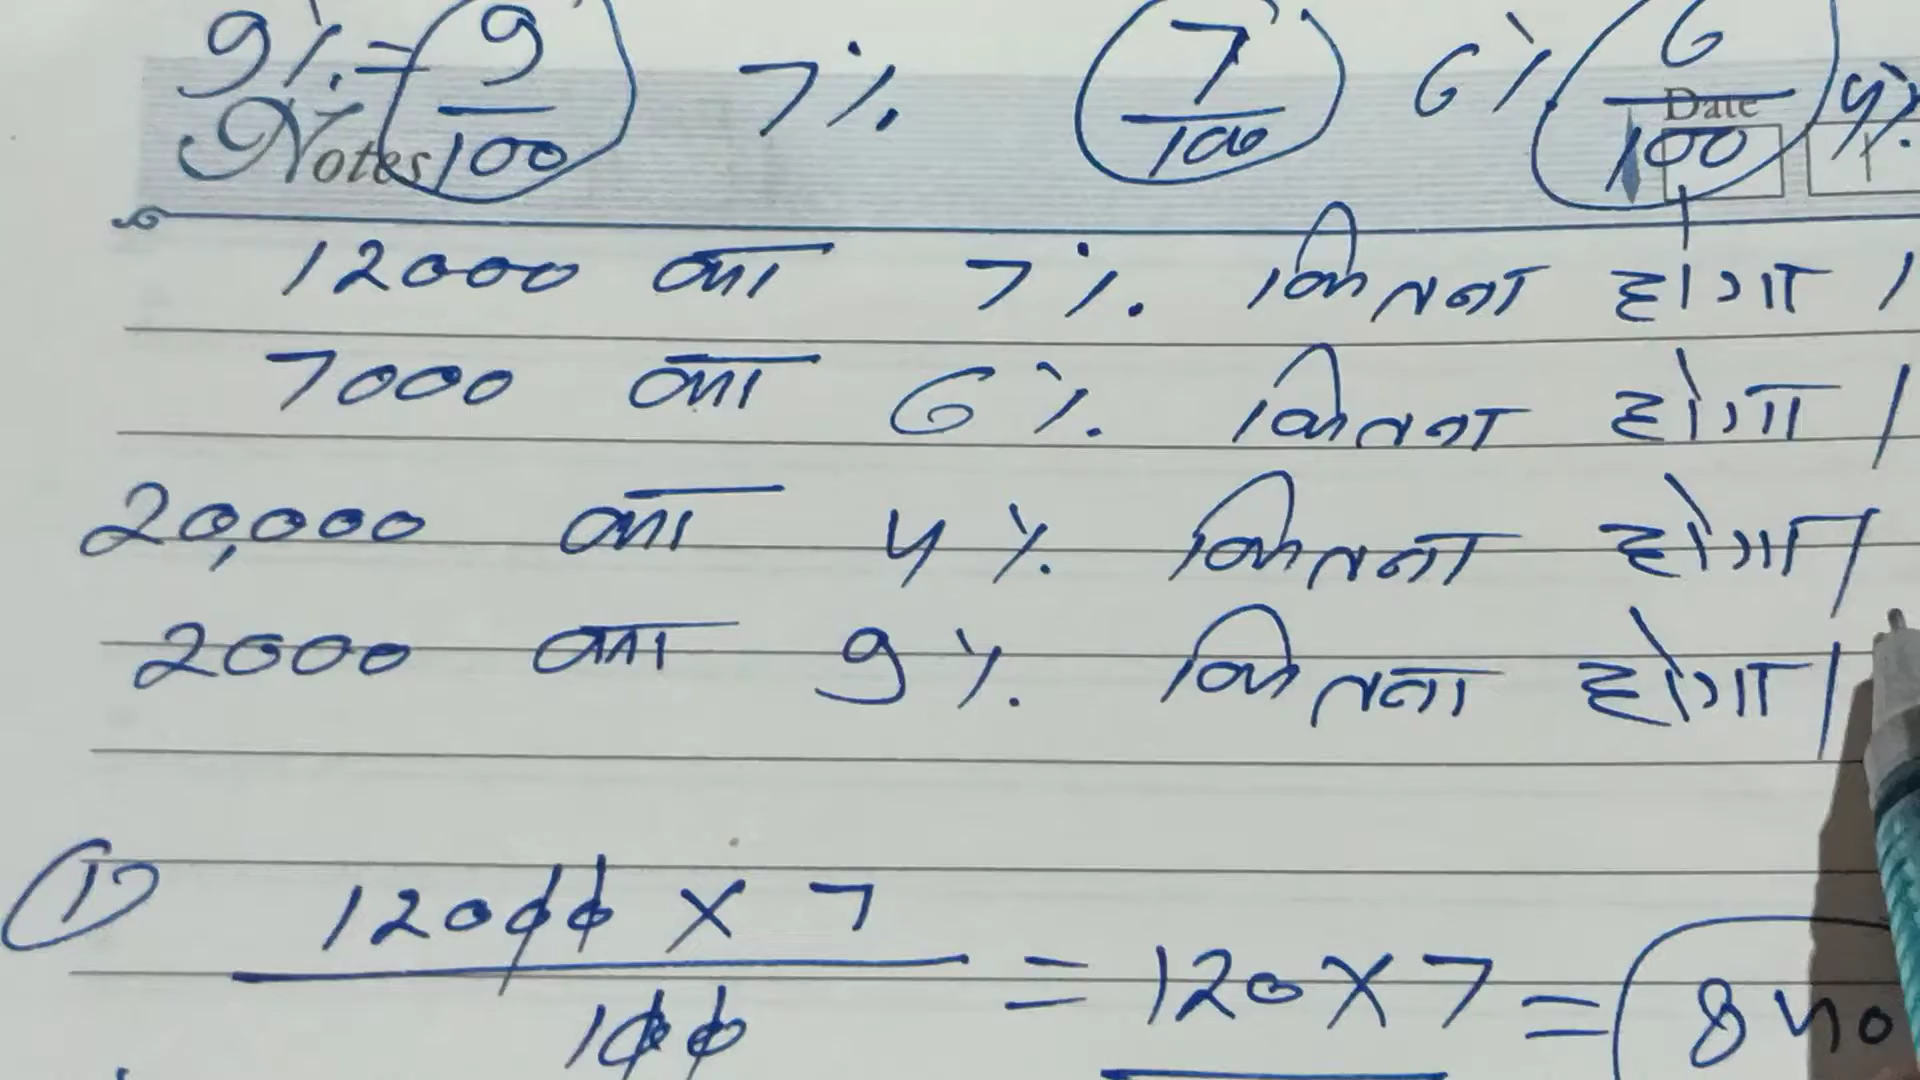 9% = 9/100 7% 7/100 6% 6/100 4%
Notes Date
12000 का 7% कितना होगा ।
7000 का 6% कितना होगा ।
20,000 का 4% कितना होगा ।
2000 का 9% कितना होगा ।
① 12000 × 7 / 100 = 120 × 7 = 840